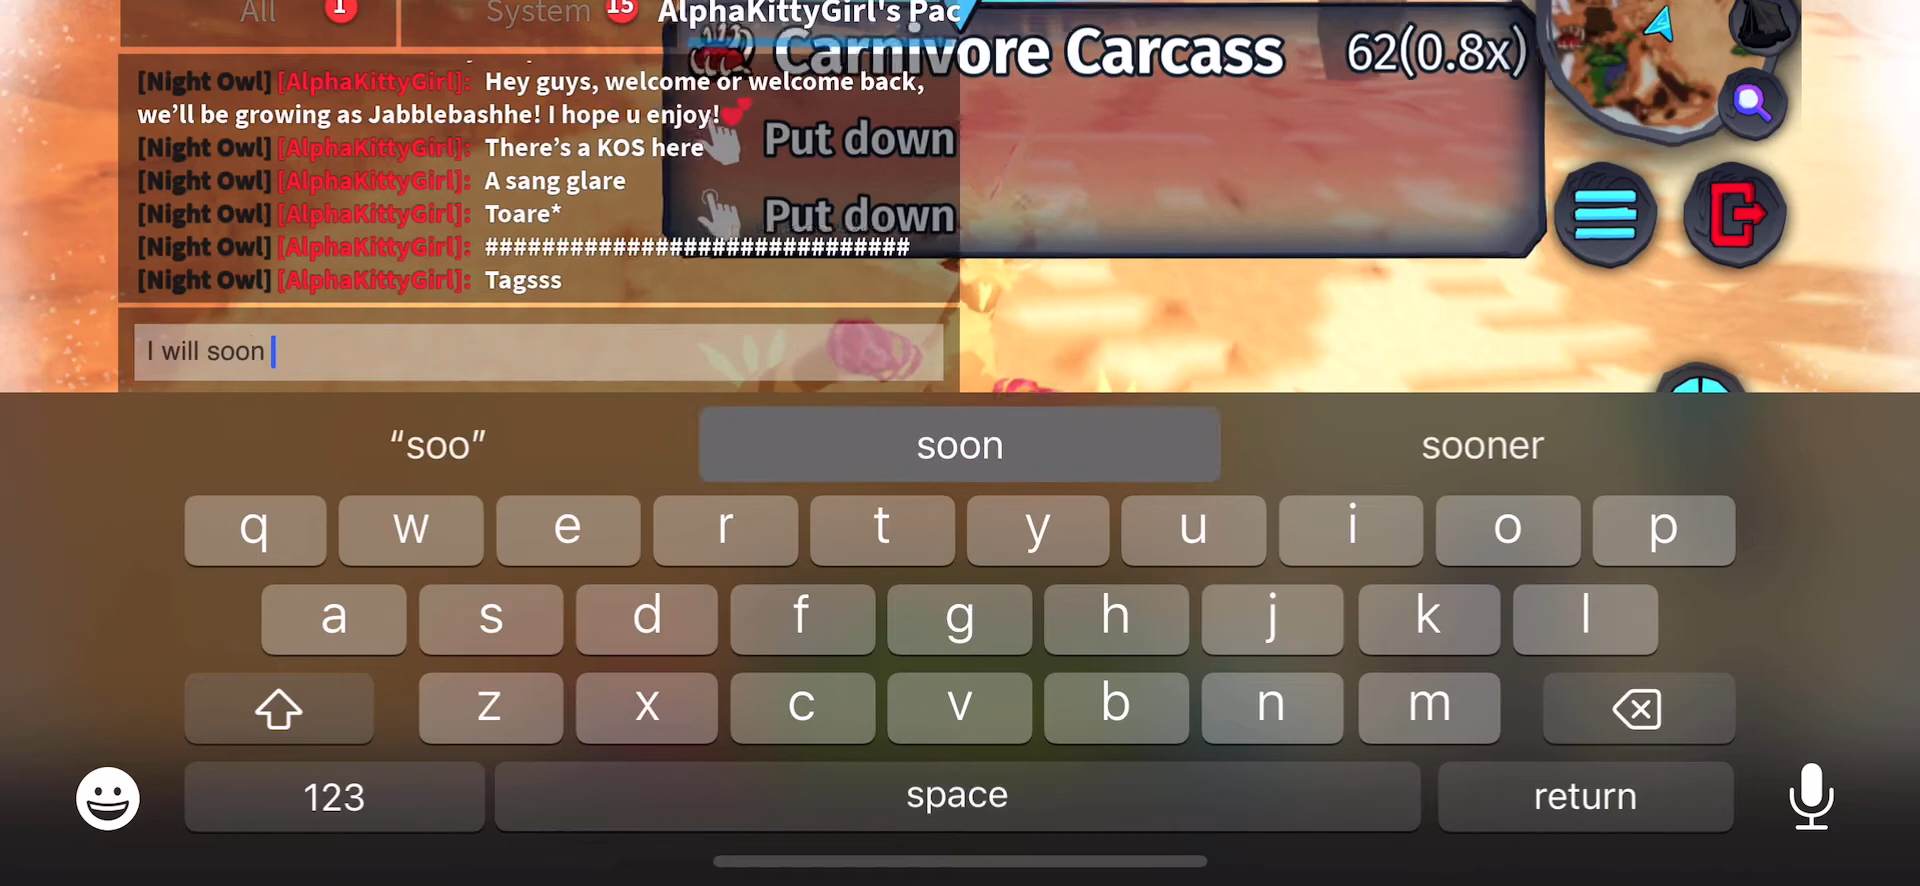 All 1 System 15 AlphaKittyGirl's Pac
Carnivore Carcass 62(0.8x)
[Night Owl] [AlphaKittyGirl]: Hey guys, welcome or welcome back,
we’ll be growing as Jabblebashhe! I hope u enjoy!💕
Put down
[Night Owl] [AlphaKittyGirl]: There’s a KOS here
[Night Owl] [AlphaKittyGirl]: A sang glare
[Night Owl] [AlphaKittyGirl]: Toare*
Put down
[Night Owl] [AlphaKittyGirl]: ##############################
[Night Owl] [AlphaKittyGirl]: Tagsss
I will soon
“soo” soon sooner
q w e r t y u i o p
a s d f g h j k l
z x c v b n m
123 space return